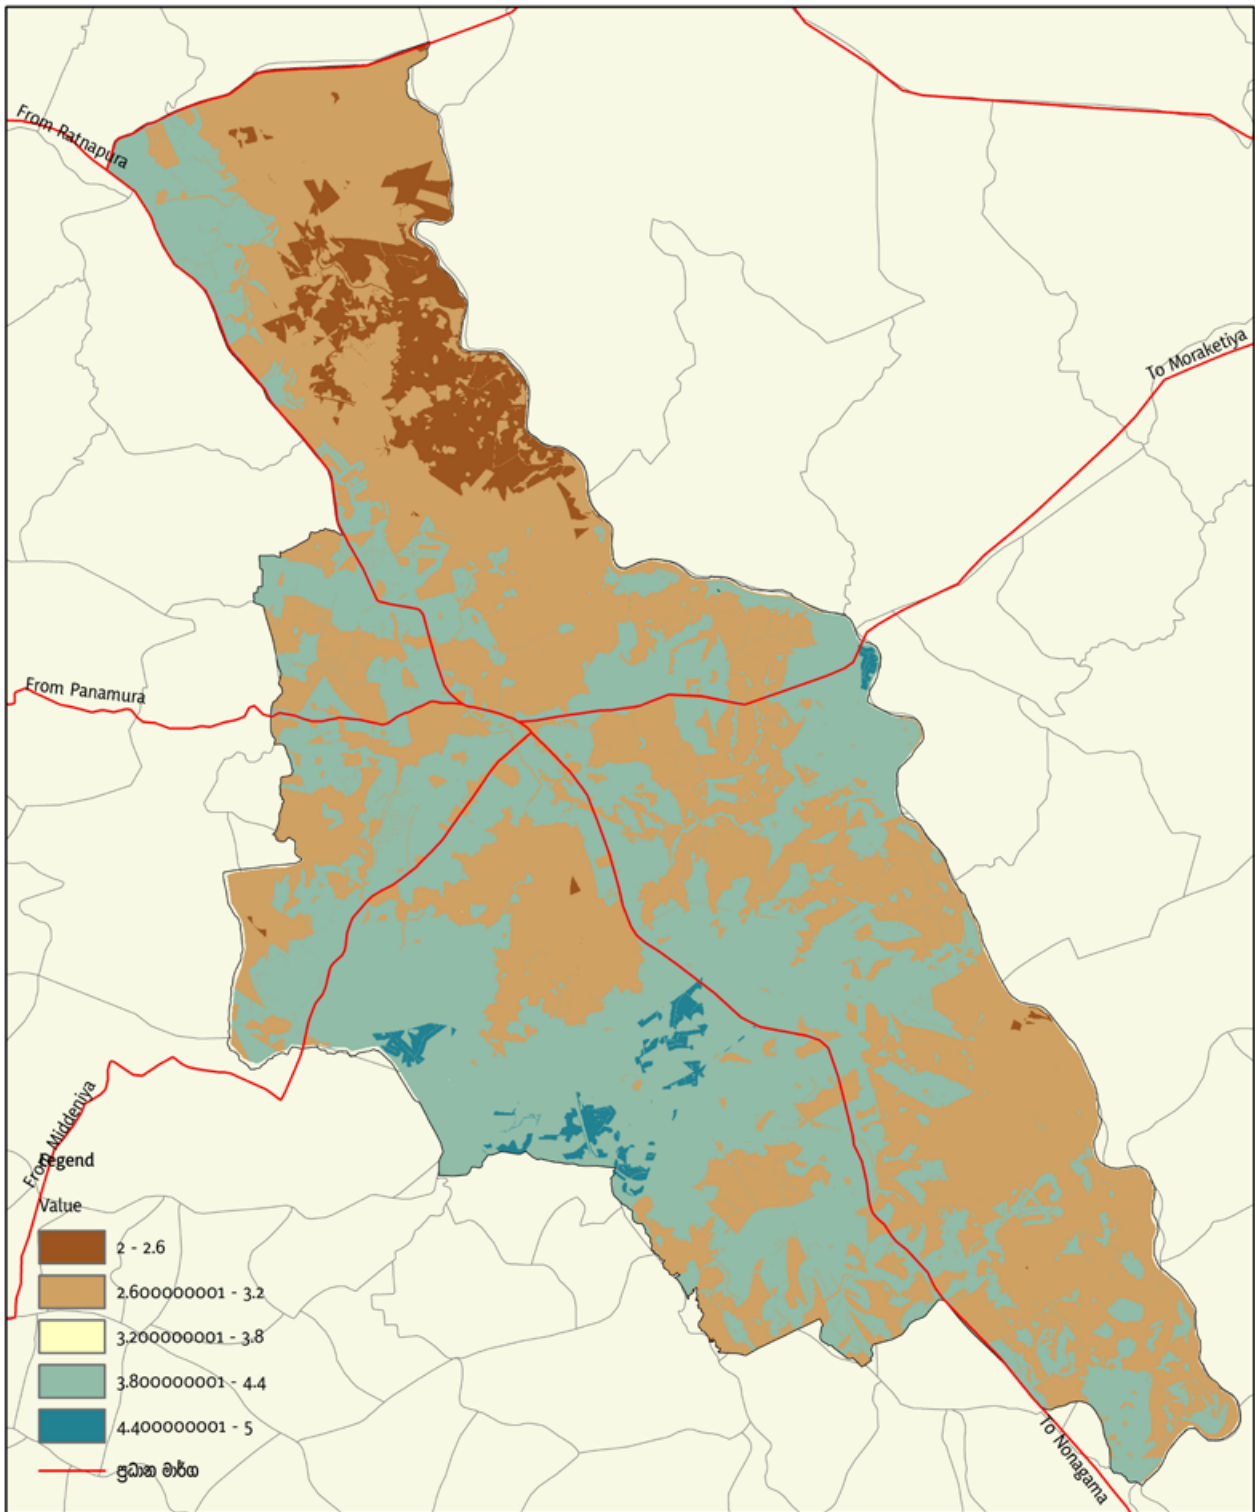 From Ratnapura
To Moraketiya
From Panamura
From Middeniya
Legend
Value
2 - 2.6
2.600000001 - 3.2
3.200000001 - 3.8
3.800000001 - 4.4
4.400000001 - 5
ප්‍රධාන මාර්ග
To Nonagama